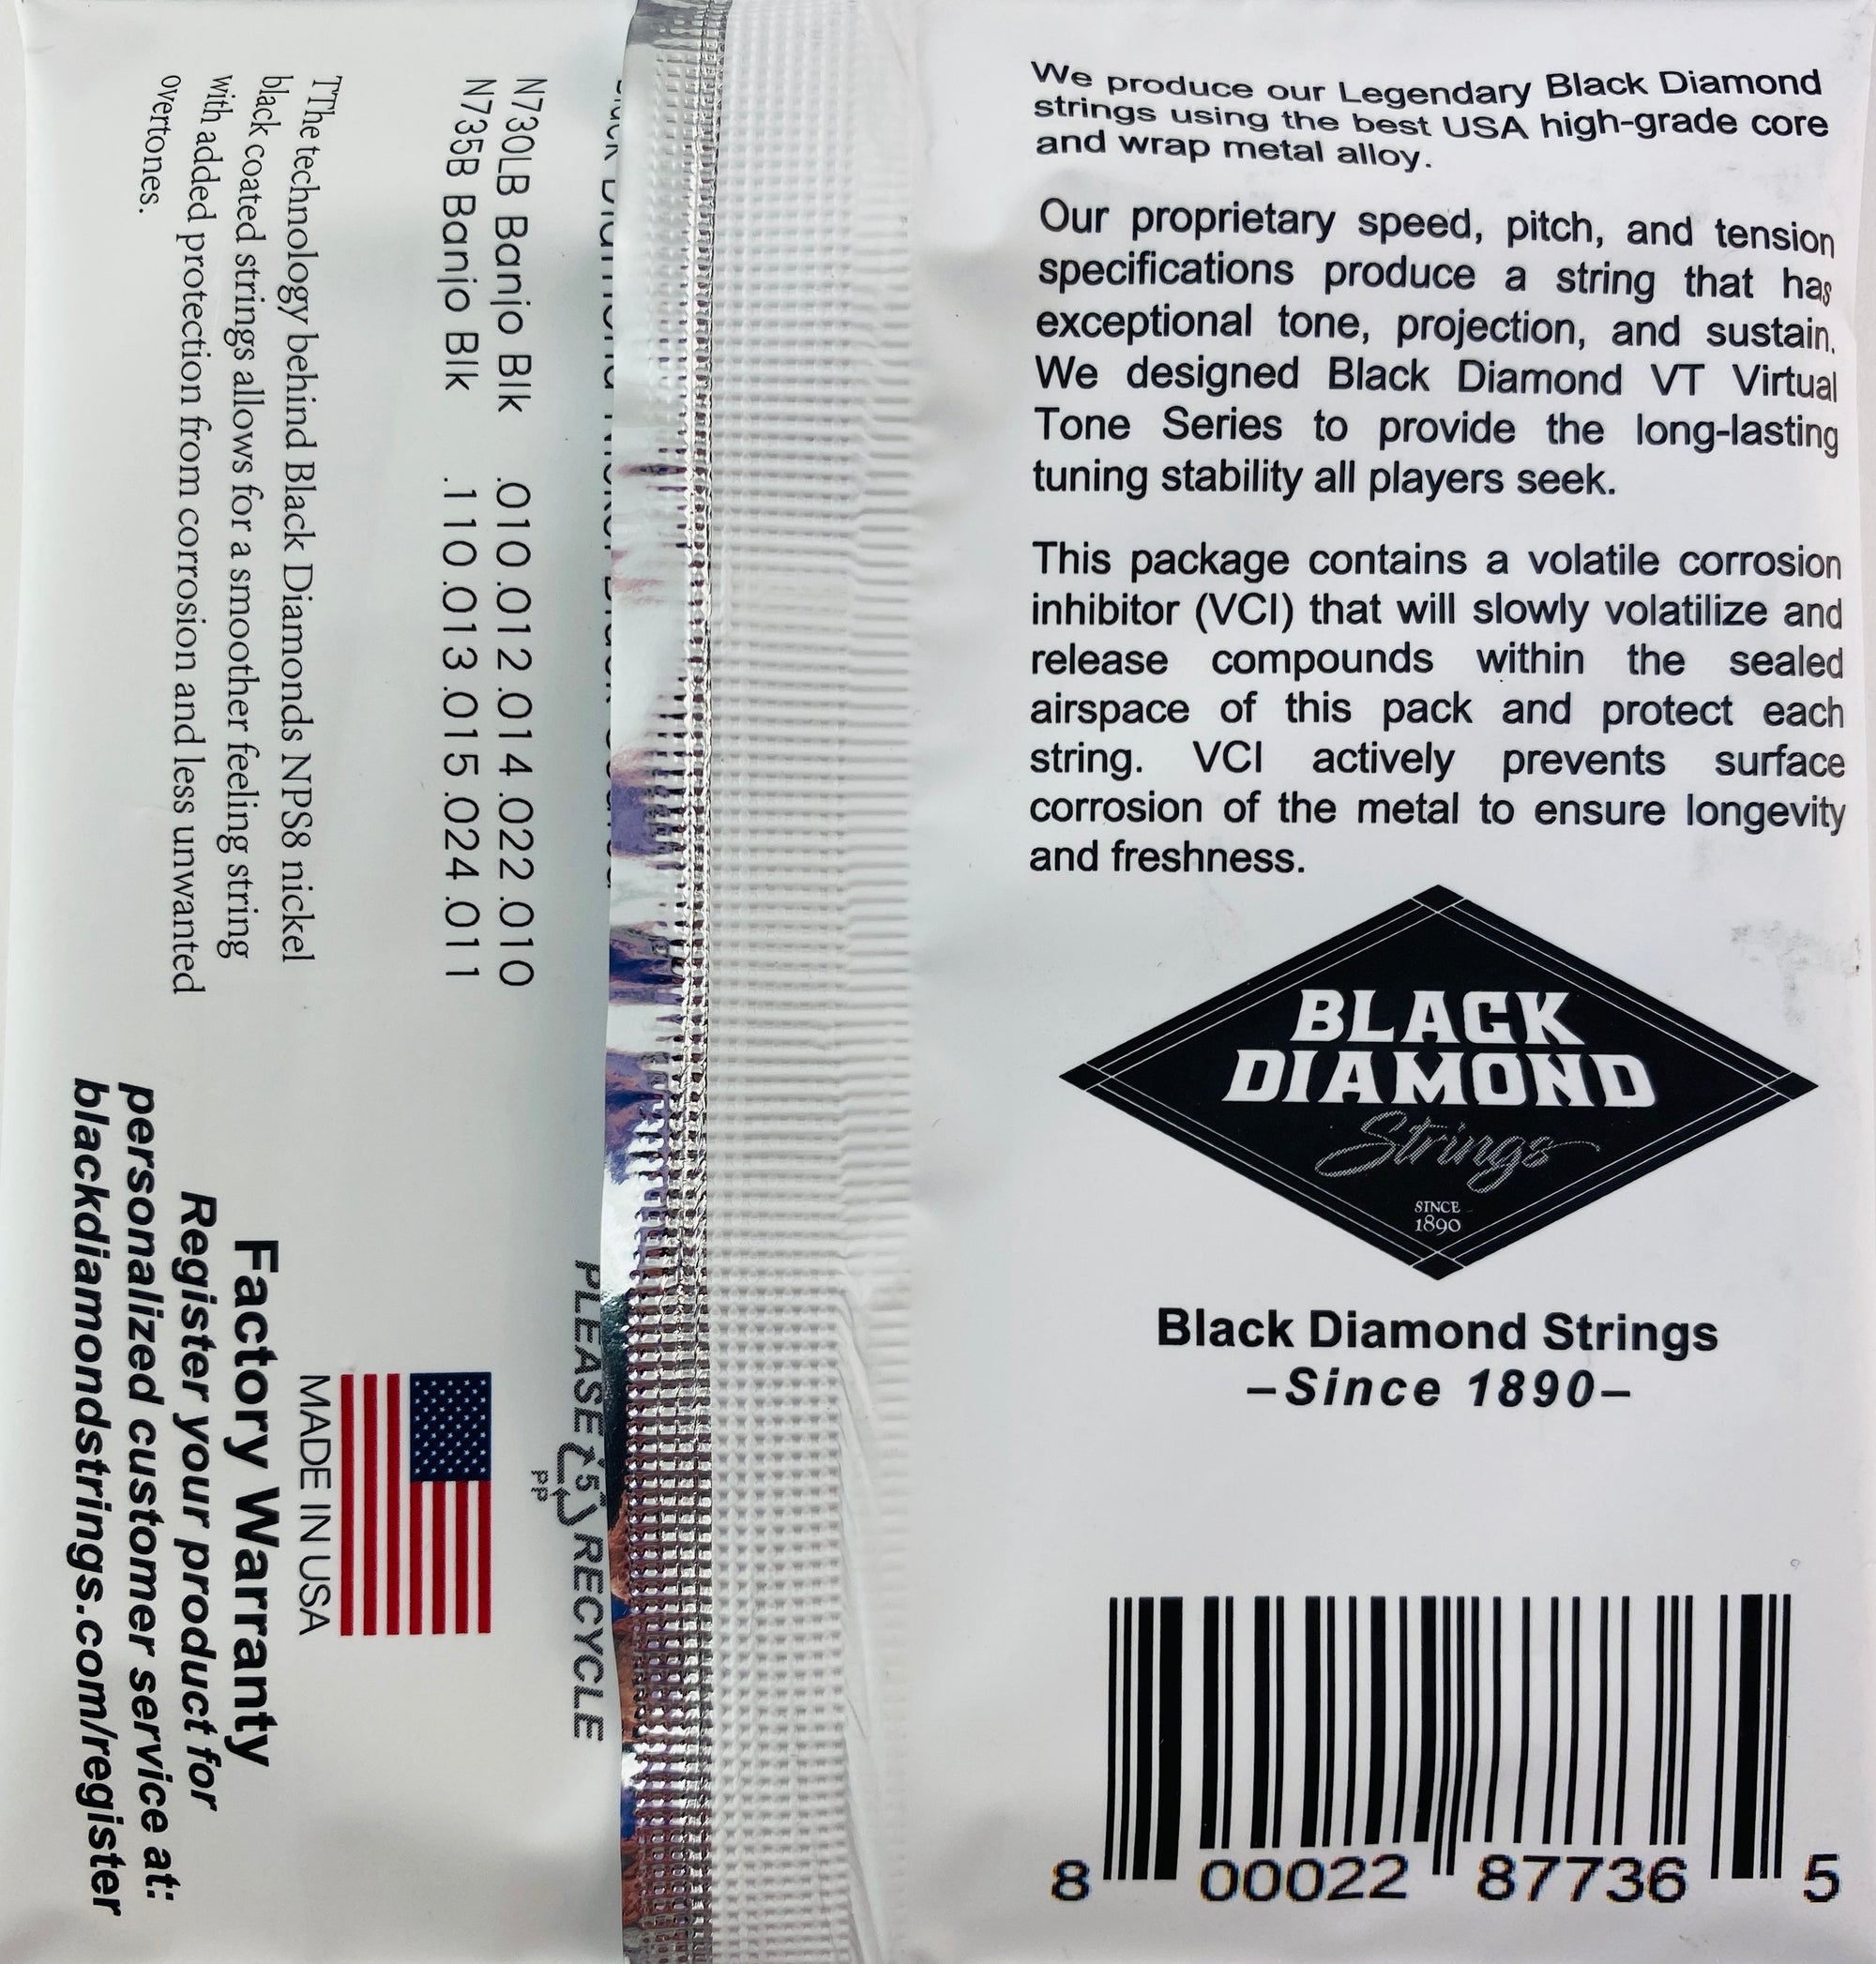 We produce our Legendary Black Diamond
strings using the best USA high-grade core
and wrap metal alloy.
Our proprietary speed, pitch, and tension
specifications produce a string that has
exceptional tone, projection, and sustain.
We designed Black Diamond VT Virtual
Tone Series to provide the long-lasting
tuning stability all players seek.
This package contains a volatile corrosion
inhibitor (VCI) that will slowly volatilize and
release compounds within the sealed
airspace of this pack and protect each
string. VCI actively prevents surface
corrosion of the metal to ensure longevity
and freshness.
BLACK
DIAMOND
Strings
SINCE
1890
Black Diamond Strings
–Since 1890–
8 00022 87736 5
N730LB Banjo Blk .010 .012 .014 .022 .010
N735B Banjo Blk .110 .013 .015 .024 .011
TThe technology behind Black Diamonds NPS8 nickel
black coated strings allows for a smoother feeling string
with added protection from corrosion and less unwanted
overtones.
PLEASE 5 RECYCLE
PP
MADE IN USA
Factory Warranty
Register your product for
personalized customer service at:
blackdiamondstrings.com/register